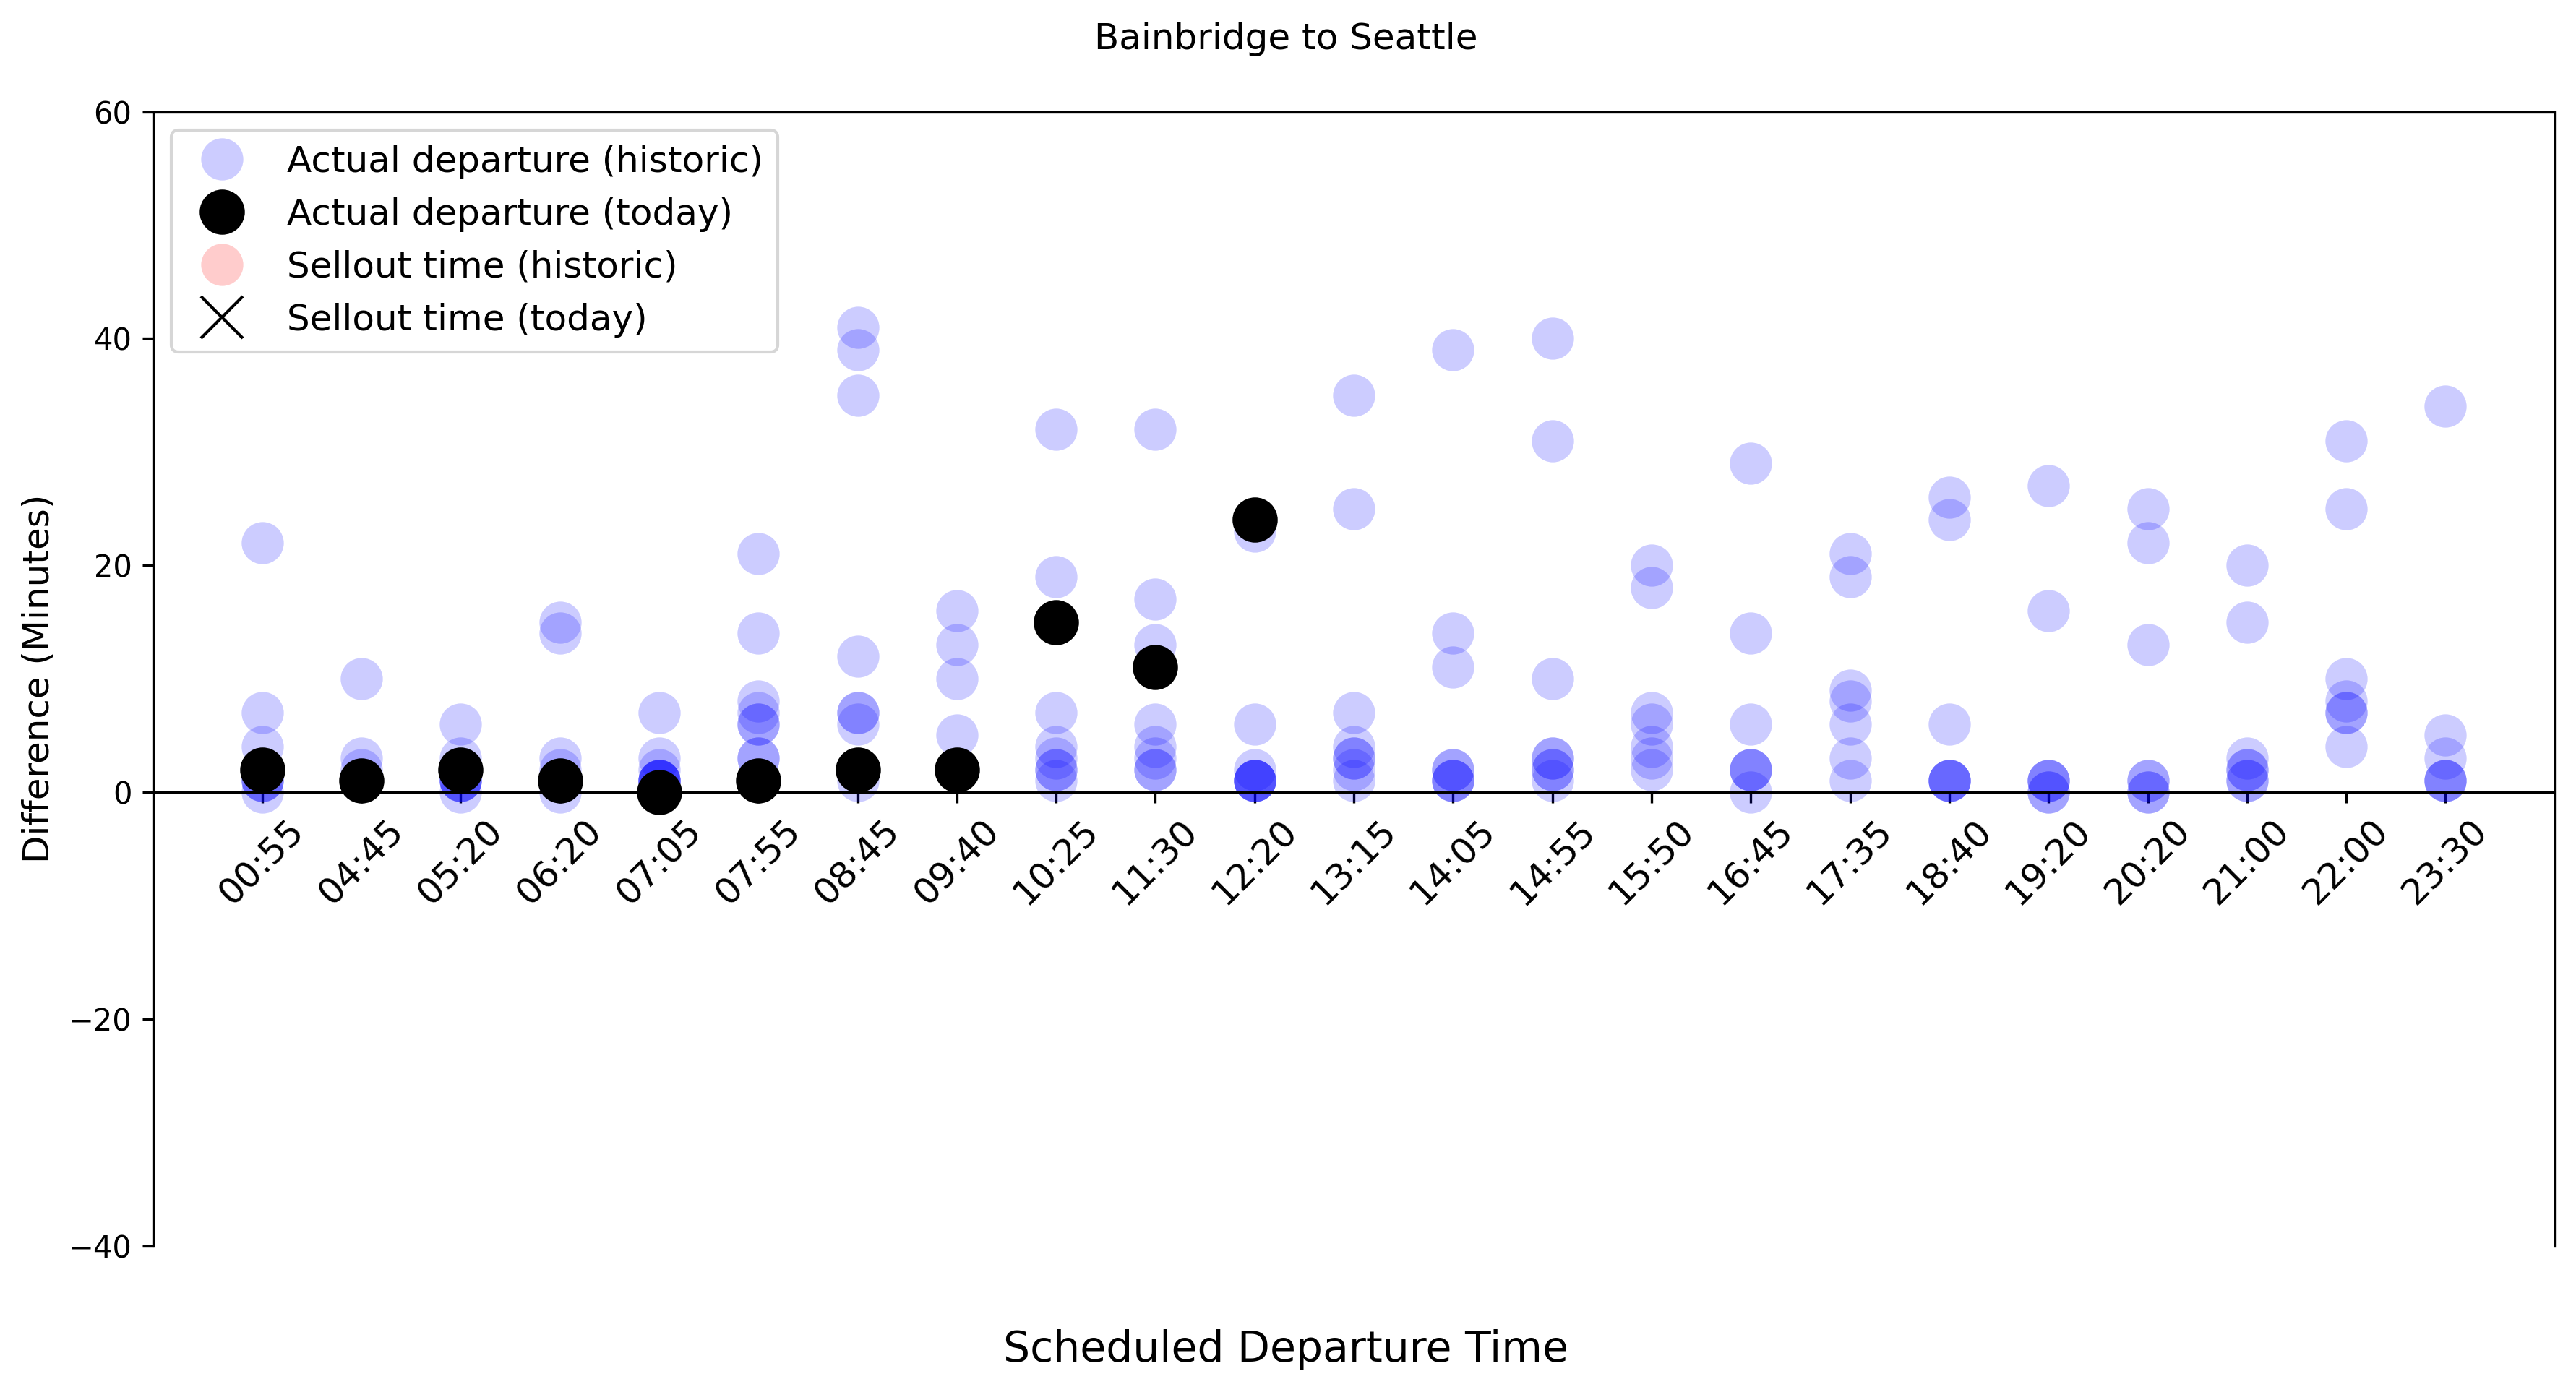 Bainbridge to Seattle
60
40
20
0
−20
−40
Difference (Minutes)
Actual departure (historic)
Actual departure (today)
Sellout time (historic)
Sellout time (today)
00:55 04:45 05:20 06:20 07:05 07:55 08:45 09:40 10:25 11:30 12:20 13:15 14:05 14:55 15:50 16:45 17:35 18:40 19:20 20:20 21:00 22:00 23:30
Scheduled Departure Time